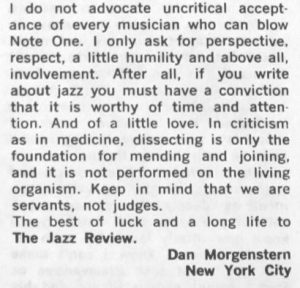 I do not advocate uncritical accept-
ance of every musician who can blow
Note One. I only ask for perspective,
respect, a little humility and above all,
involvement. After all, if you write
about jazz you must have a conviction
that it is worthy of time and atten-
tion. And of a little love. In criticism
as in medicine, dissecting is only the
foundation for mending and joining,
and it is not performed on the living
organism. Keep in mind that we are
servants, not judges.
The best of luck and a long life to
The Jazz Review.
Dan Morgenstern
New York City